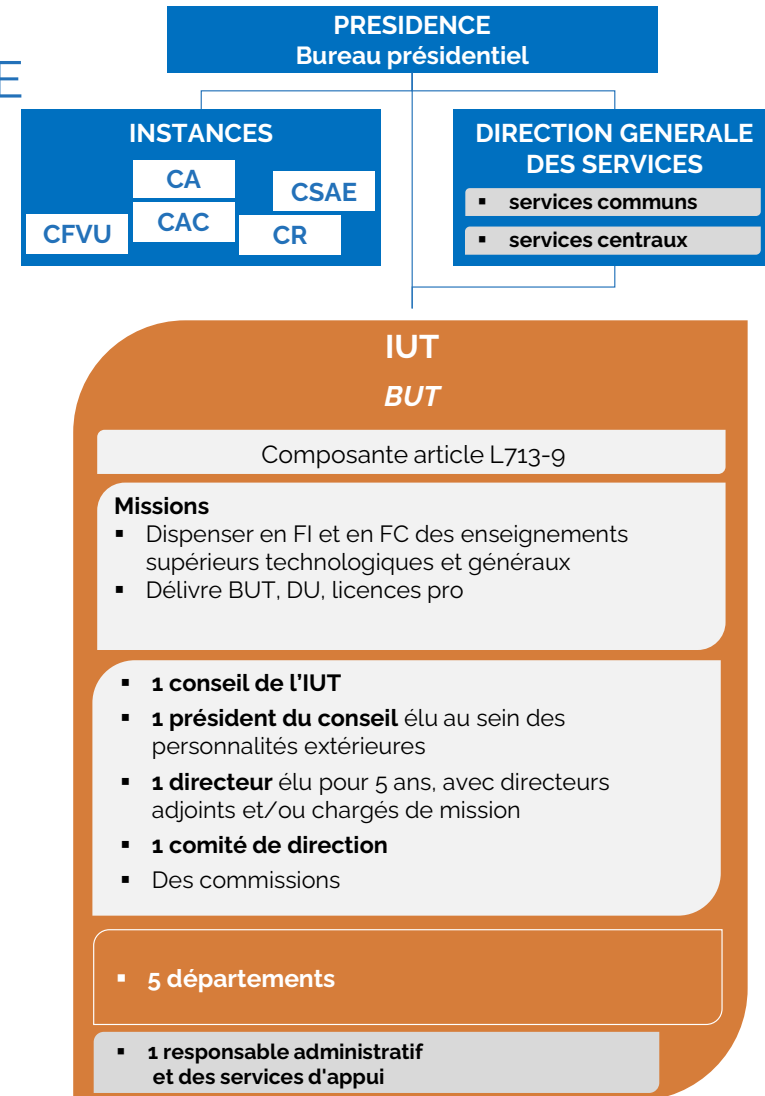 E
PRESIDENCE
Bureau présidentiel
INSTANCES
CA
CSAE
CFVU
CAC
CR
DIRECTION GENERALE
DES SERVICES
▪ services communs
▪ services centraux
IUT
BUT
Composante article L713-9
Missions
▪ Dispenser en FI et en FC des enseignements
supérieurs technologiques et généraux
▪ Délivre BUT, DU, licences pro
▪ 1 conseil de l'IUT
▪ 1 président du conseil élu au sein des
personnalités extérieures
▪ 1 directeur élu pour 5 ans, avec directeurs
adjoints et/ou chargés de mission
▪ 1 comité de direction
▪ Des commissions
▪ 5 départements
▪ 1 responsable administratif
et des services d'appui